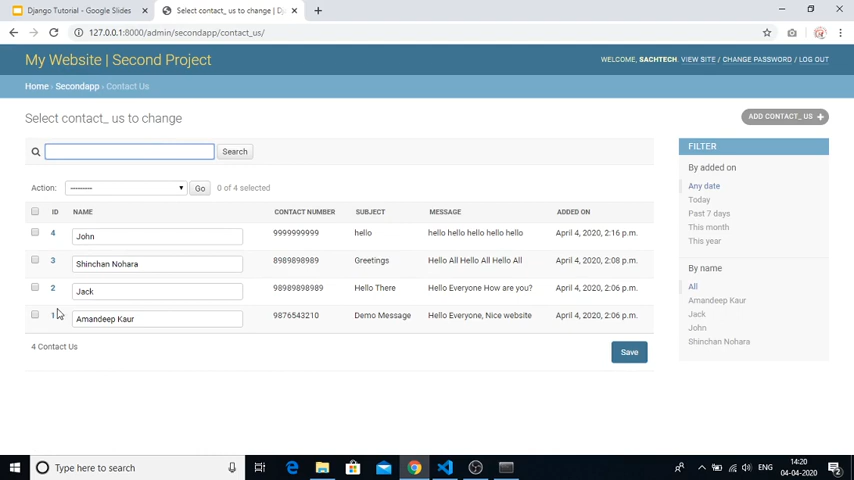 Django Tutorial - Google Slides
Select contact_us to change | Dj
127.0.0.1:8000/admin/secondapp/contact_us/
My Website | Second Project
WELCOME, SACHTECH. VIEW SITE / CHANGE PASSWORD / LOG OUT
Home › Secondapp › Contact Us
Select contact_ us to change
ADD CONTACT_ US +
Search
Action: --------- Go 0 of 4 selected
ID NAME CONTACT NUMBER SUBJECT MESSAGE ADDED ON
4 John 9999999999 hello hello hello hello hello hello April 4, 2020, 2:16 p.m.
3 Shinchan Nohara 8989898989 Greetings Hello All Hello All Hello All April 4, 2020, 2:08 p.m.
2 Jack 98989898989 Hello There Hello Everyone How are you? April 4, 2020, 2:06 p.m.
1 Amandeep Kaur 9876543210 Demo Message Hello Everyone, Nice website April 4, 2020, 2:06 p.m.
4 Contact Us
Save
FILTER
By added on
Any date
Today
Past 7 days
This month
This year
By name
All
Amandeep Kaur
Jack
John
Shinchan Nohara
Type here to search
ENG
14:20
04-04-2020
2